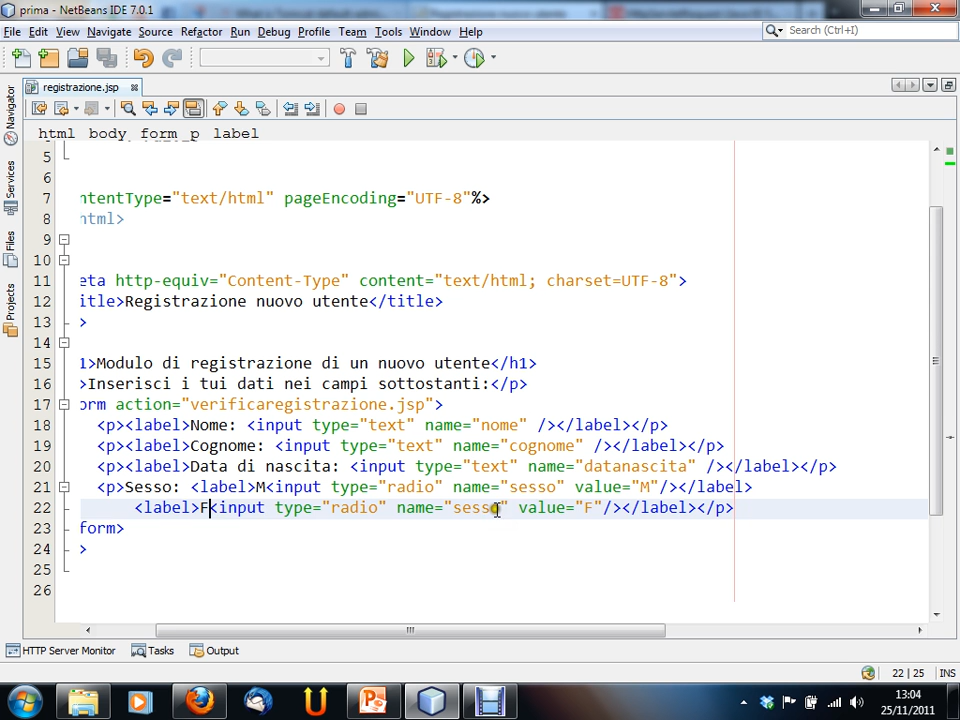 prima - NetBeans IDE 7.0.1
File Edit View Navigate Source Refactor Run Debug Profile Team Tools Window Help
Search (Ctrl+I)
registrazione.jsp
html body form p label
Navigator
Services
Files
Projects
5
6
7 ntentType="text/html" pageEncoding="UTF-8"%>
8 html>
9
10
11 eta http-equiv="Content-Type" content="text/html; charset=UTF-8">
12 itle>Registrazione nuovo utente</title>
13 >
14
15 1>Modulo di registrazione di un nuovo utente</h1>
16 >Inserisci i tui dati nei campi sottostanti:</p>
17 orm action="verificaregistrazione.jsp">
18 <p><label>Nome: <input type="text" name="nome" /></label></p>
19 <p><label>Cognome: <input type="text" name="cognome" /></label></p>
20 <p><label>Data di nascita: <input type="text" name="datanascita" /></label></p>
21 <p>Sesso: <label>M<input type="radio" name="sesso" value="M"/></label>
22 <label>F<input type="radio" name="sesso" value="F"/></label></p>
23 form>
24 >
25
26
HTTP Server Monitor Tasks Output
22 | 25 INS
13:04
25/11/2011